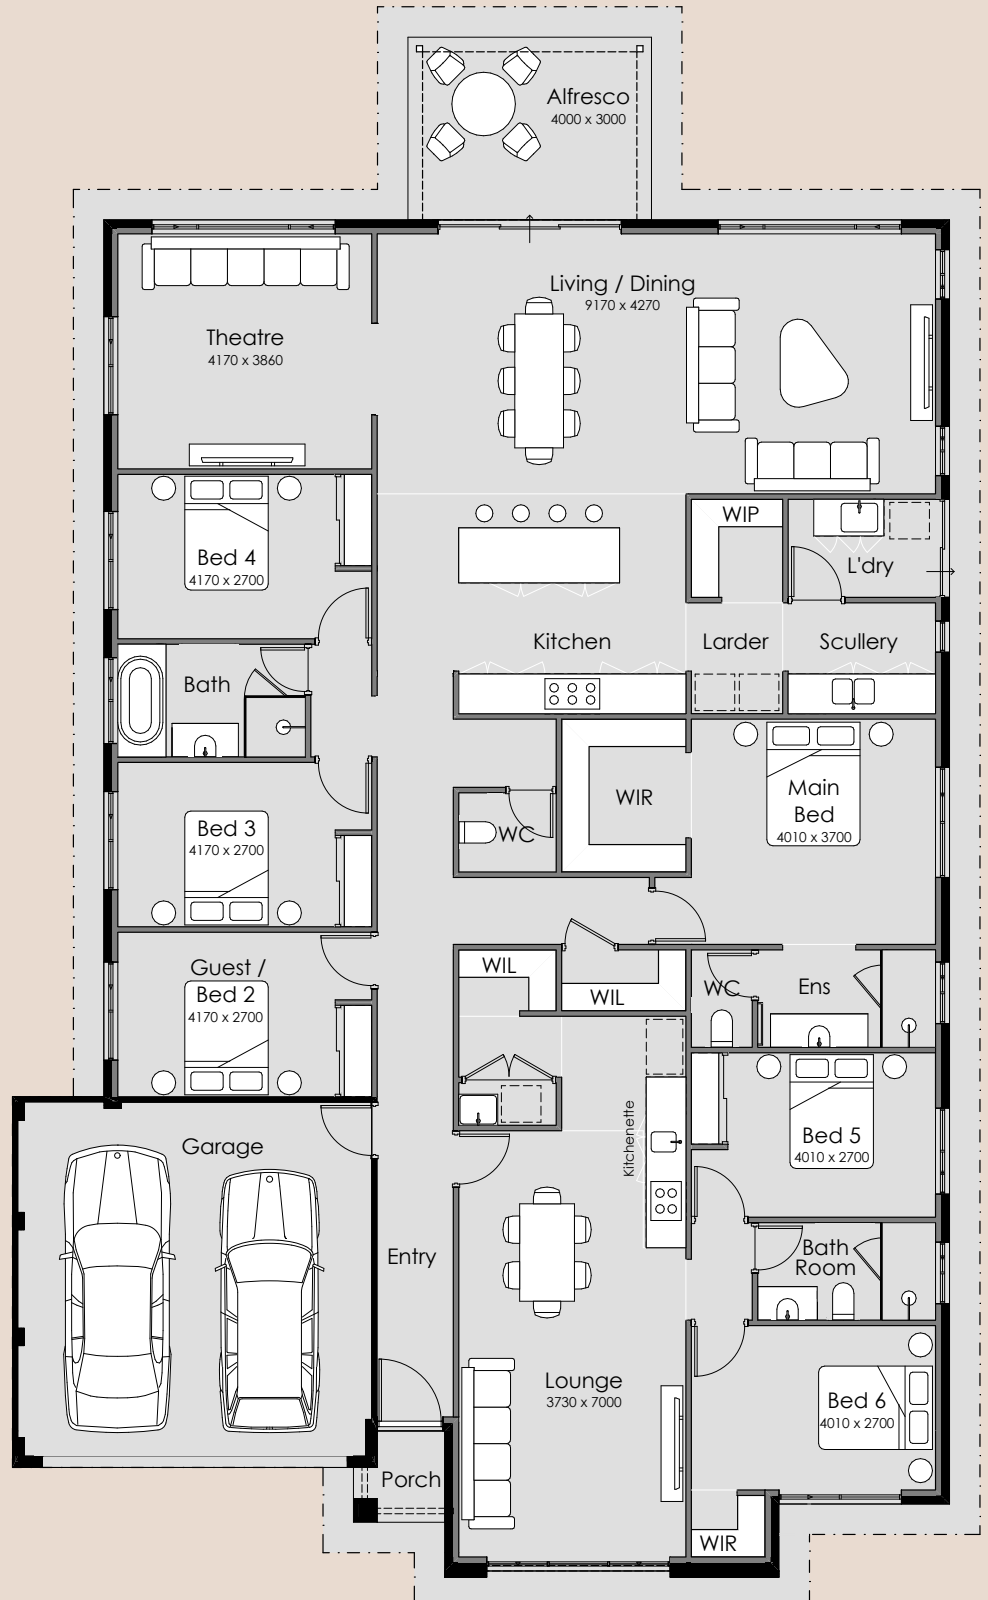 Alfresco
4000 x 3000
Living / Dining
9170 x 4270
Theatre
4170 x 3860
WIP
L'dry
Bed 4
4170 x 2700
Kitchen
Larder
Scullery
Bath
Main
Bed
4010 x 3700
WIR
Bed 3
4170 x 2700
WC
Guest /
Bed 2
4170 x 2700
WIL
WIL
WC
Ens
Kitchenette
Bed 5
4010 x 2700
Garage
Entry
Bath
Room
Lounge
3730 x 7000
Bed 6
4010 x 2700
Porch
WIR